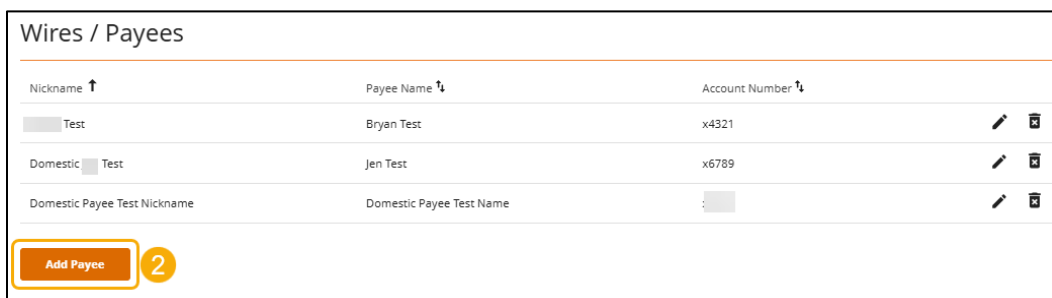 Wires / Payees
Nickname Payee Name Account Number
Test Bryan Test x4321
Domestic Test Jen Test x6789
Domestic Payee Test Nickname Domestic Payee Test Name
Add Payee 2